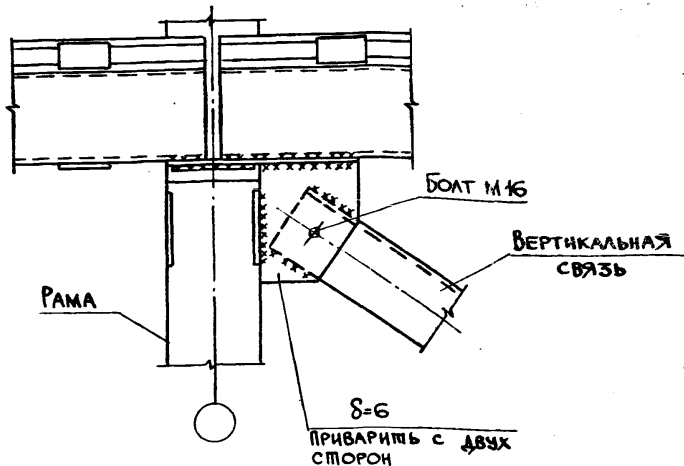 БОЛТ М16
ВЕРТИКАЛЬНАЯ
СВЯЗЬ
РАМА
δ=6
ПРИВАРИТЬ С ДВУХ
СТОРОН